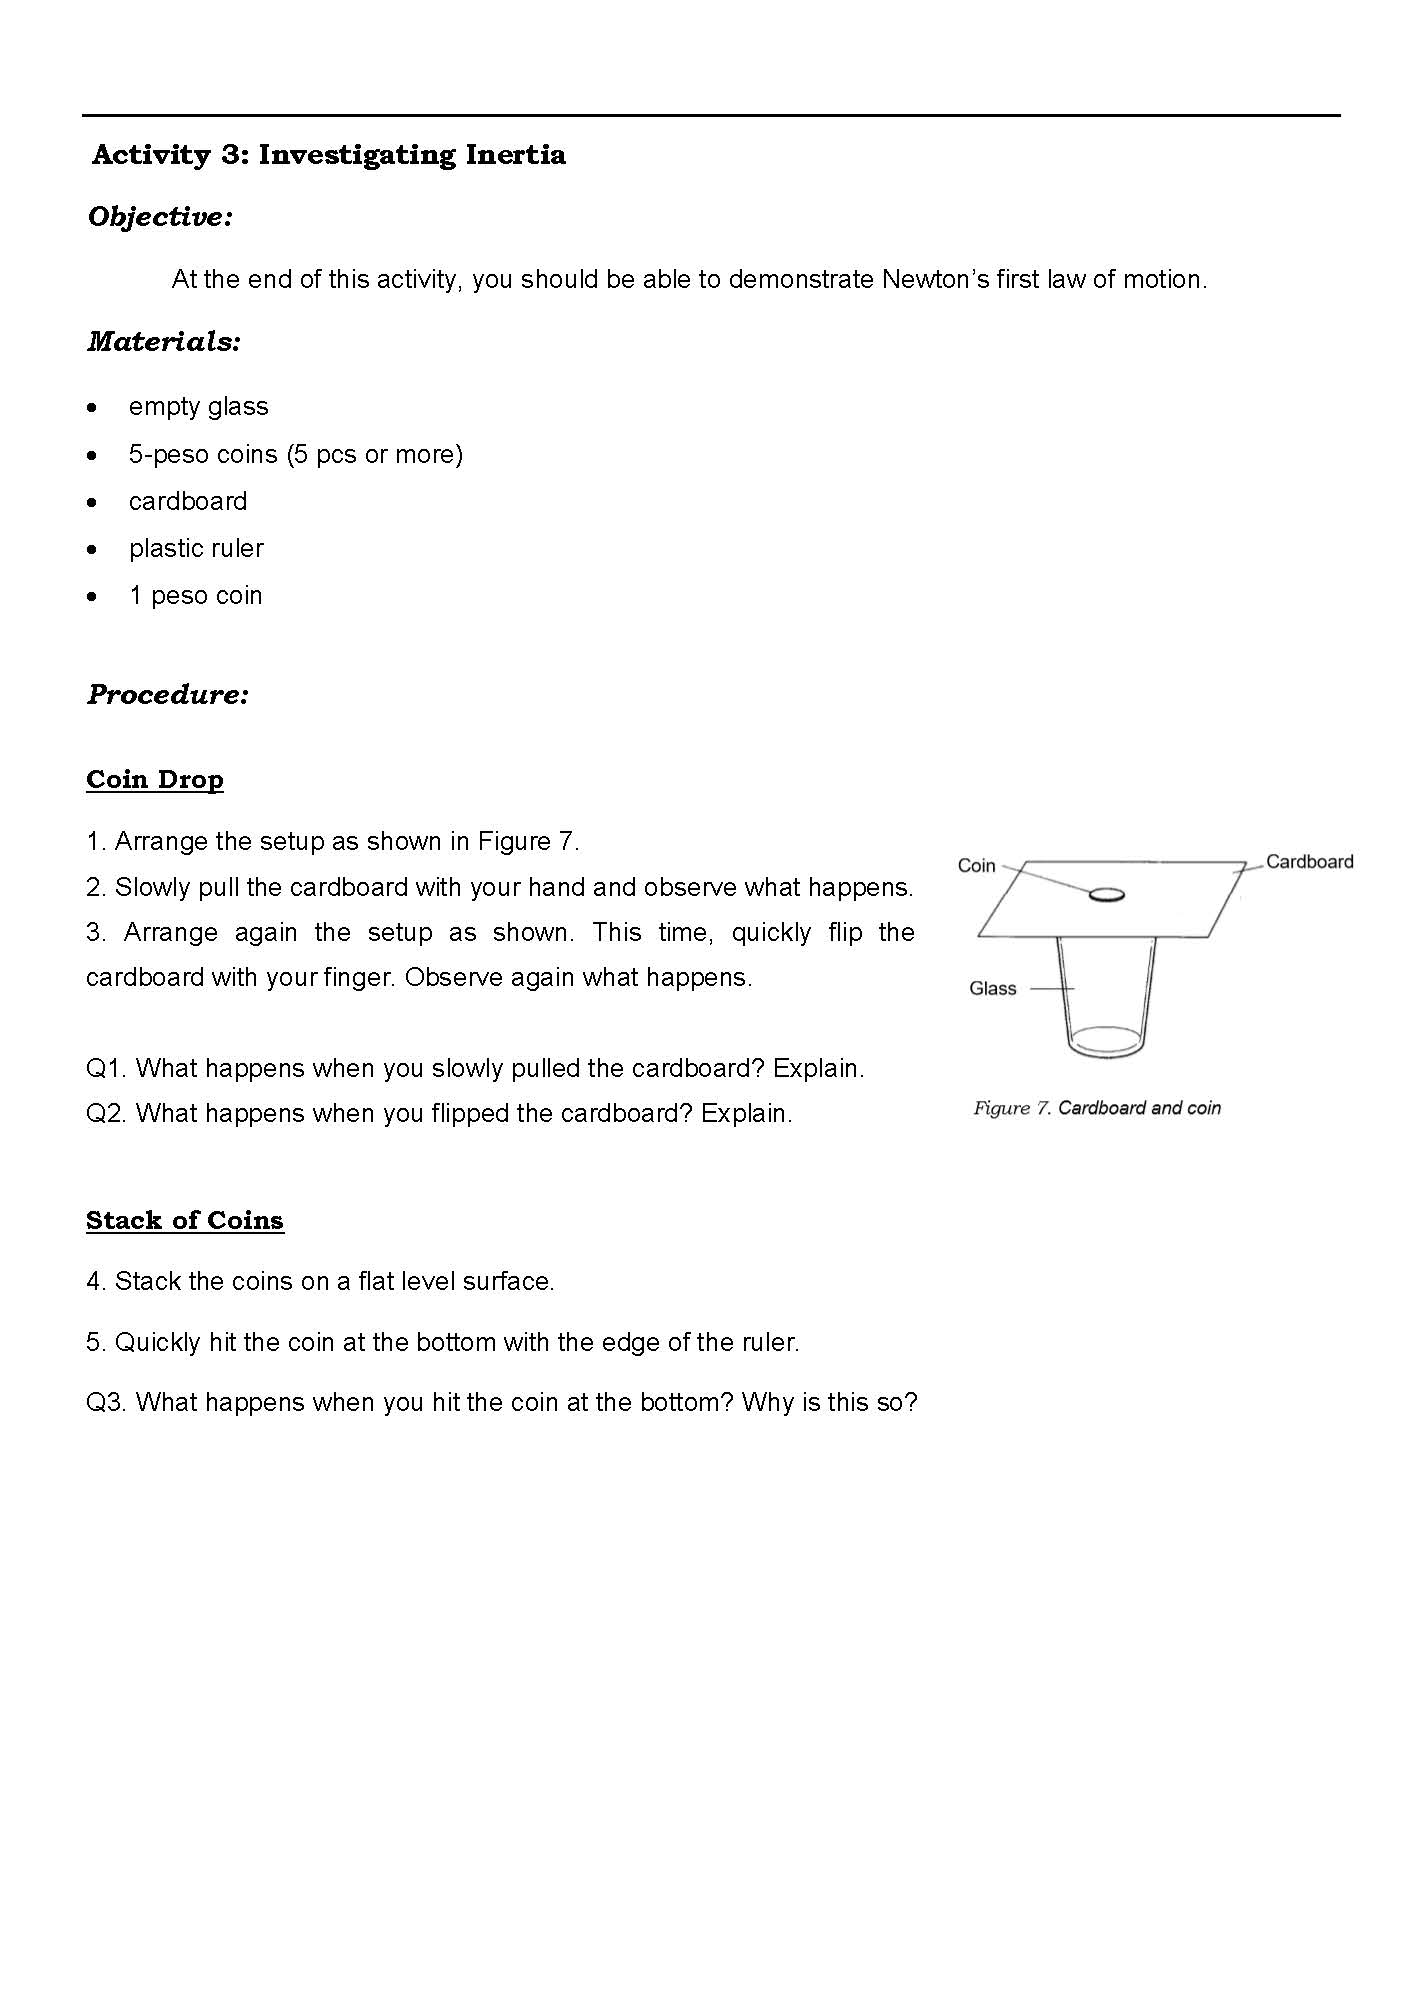 Activity 3: Investigating Inertia
Objective:
At the end of this activity, you should be able to demonstrate Newton's first law of motion.
Materials:
• empty glass
• 5-peso coins (5 pcs or more)
• cardboard
• plastic ruler
• 1 peso coin
Procedure:
Coin Drop
1. Arrange the setup as shown in Figure 7.
2. Slowly pull the cardboard with your hand and observe what happens.
3. Arrange again the setup as shown. This time, quickly flip the
cardboard with your finger. Observe again what happens.
Q1. What happens when you slowly pulled the cardboard? Explain.
Q2. What happens when you flipped the cardboard? Explain.
Coin
Cardboard
Glass
Figure 7. Cardboard and coin
Stack of Coins
4. Stack the coins on a flat level surface.
5. Quickly hit the coin at the bottom with the edge of the ruler.
Q3. What happens when you hit the coin at the bottom? Why is this so?